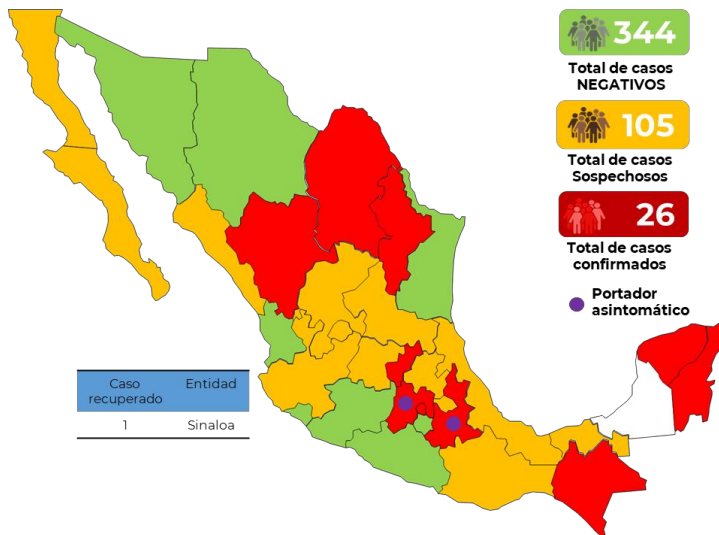 344
Total de casos
NEGATIVOS
105
Total de casos
Sospechosos
26
Total de casos
confirmados
Portador
asintomático
Caso Entidad
recuperado
1 Sinaloa